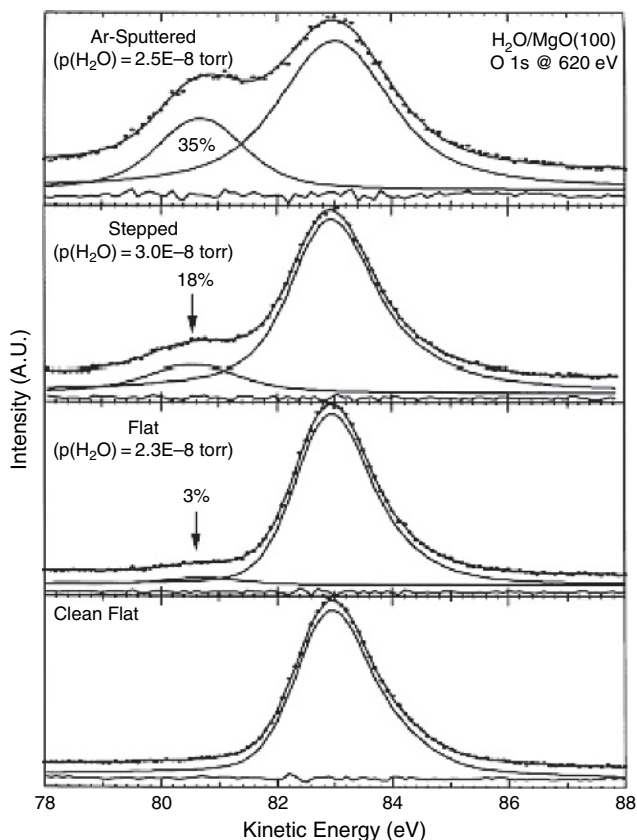 Ar-Sputtered
(p(H₂O) = 2.5E–8 torr)
H₂O/MgO(100)
O 1s @ 620 eV
35%
Stepped
(p(H₂O) = 3.0E–8 torr)
18%
Flat
(p(H₂O) = 2.3E–8 torr)
3%
Clean Flat
Intensity (A.U.)
78 80 82 84 86 88
Kinetic Energy (eV)